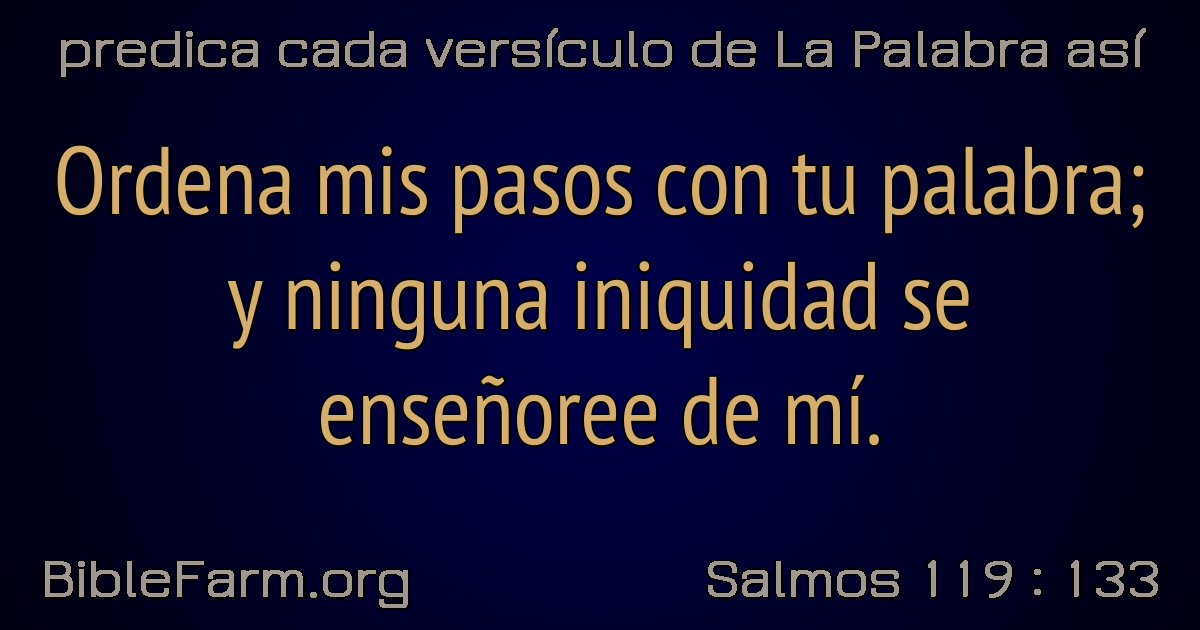 predica cada versículo de La Palabra así
Ordena mis pasos con tu palabra;
y ninguna iniquidad se
enseñoree de mí.
BibleFarm.org
Salmos 119 : 133